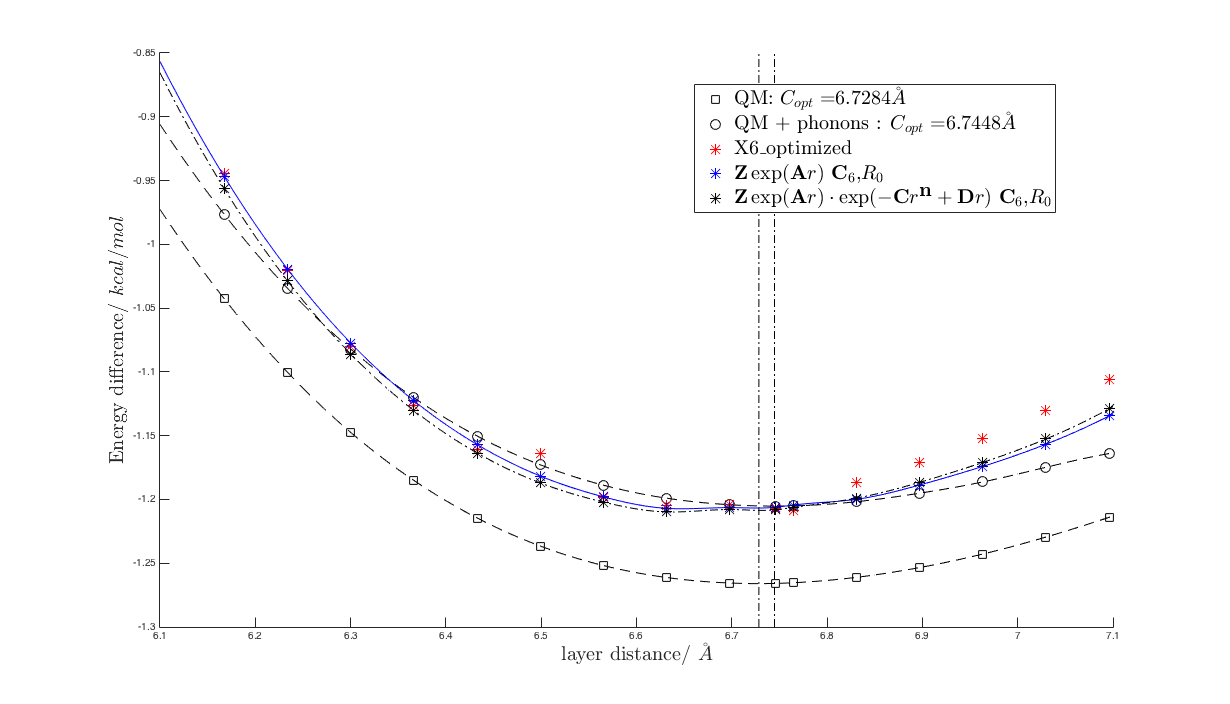 -0.85
-0.9
-0.95
-1
-1.05
-1.1
-1.15
-1.2
-1.25
-1.3
Energy difference/ kcal/mol
QM: C_opt =6.7284Å
QM + phonons : C_opt =6.7448Å
X6_optimized
Z exp(Ar) C₆,R₀
Z exp(Ar) · exp(−Crⁿ + Dr) C₆,R₀
6.1 6.2 6.3 6.4 6.5 6.6 6.7 6.8 6.9 7 7.1
layer distance/ Å